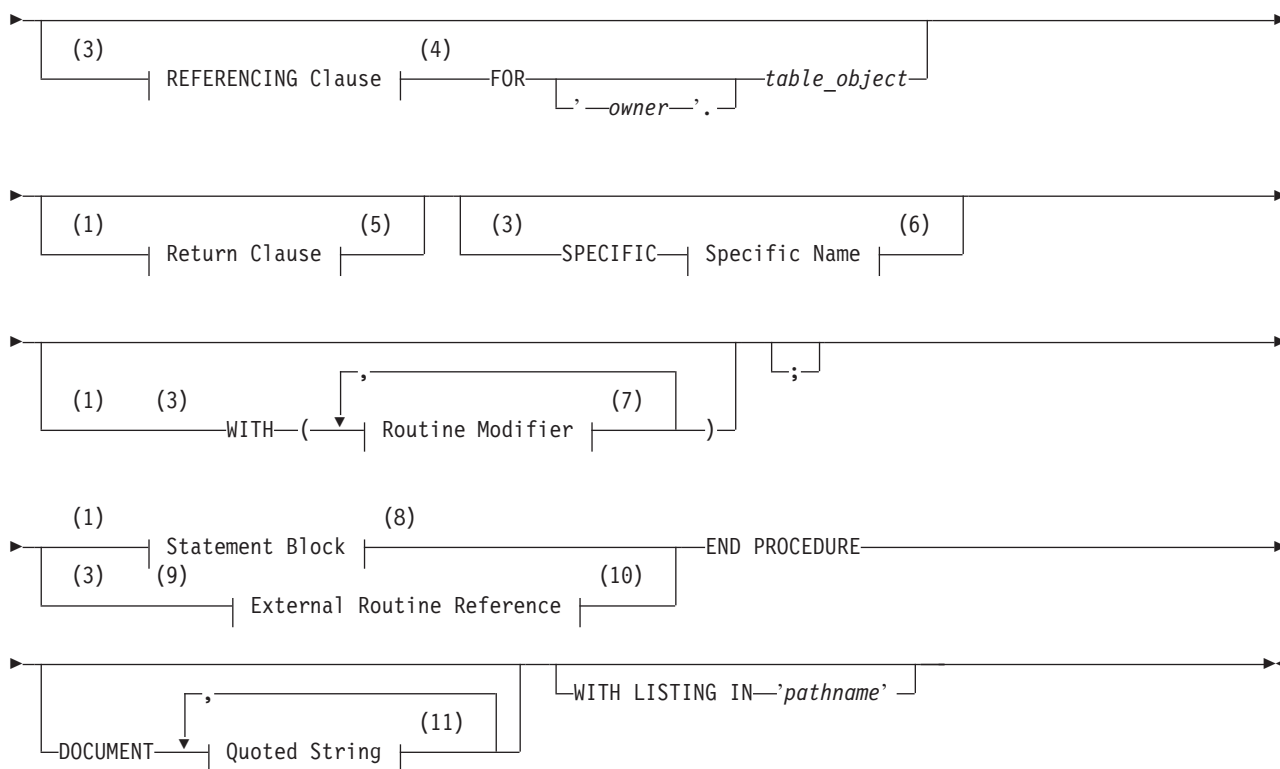 (3) (4)
REFERENCING Clause FOR table_object
’ owner ’.
(1) (5) (3) (6)
Return Clause SPECIFIC Specific Name
, ;
(1) (3) (7)
WITH ( Routine Modifier )
(1) (8)
Statement Block END PROCEDURE
(3) (9) (10)
External Routine Reference
WITH LISTING IN ’pathname’
,
(11)
DOCUMENT Quoted String